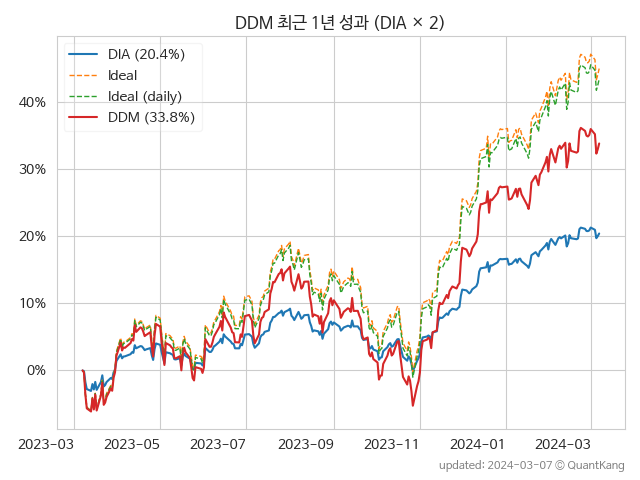 DDM 최근 1년 성과 (DIA × 2)
DIA (20.4%)
Ideal
Ideal (daily)
DDM (33.8%)
40%
30%
20%
10%
0%
2023-03 2023-05 2023-07 2023-09 2023-11 2024-01 2024-03
updated: 2024-03-07 © QuantKang